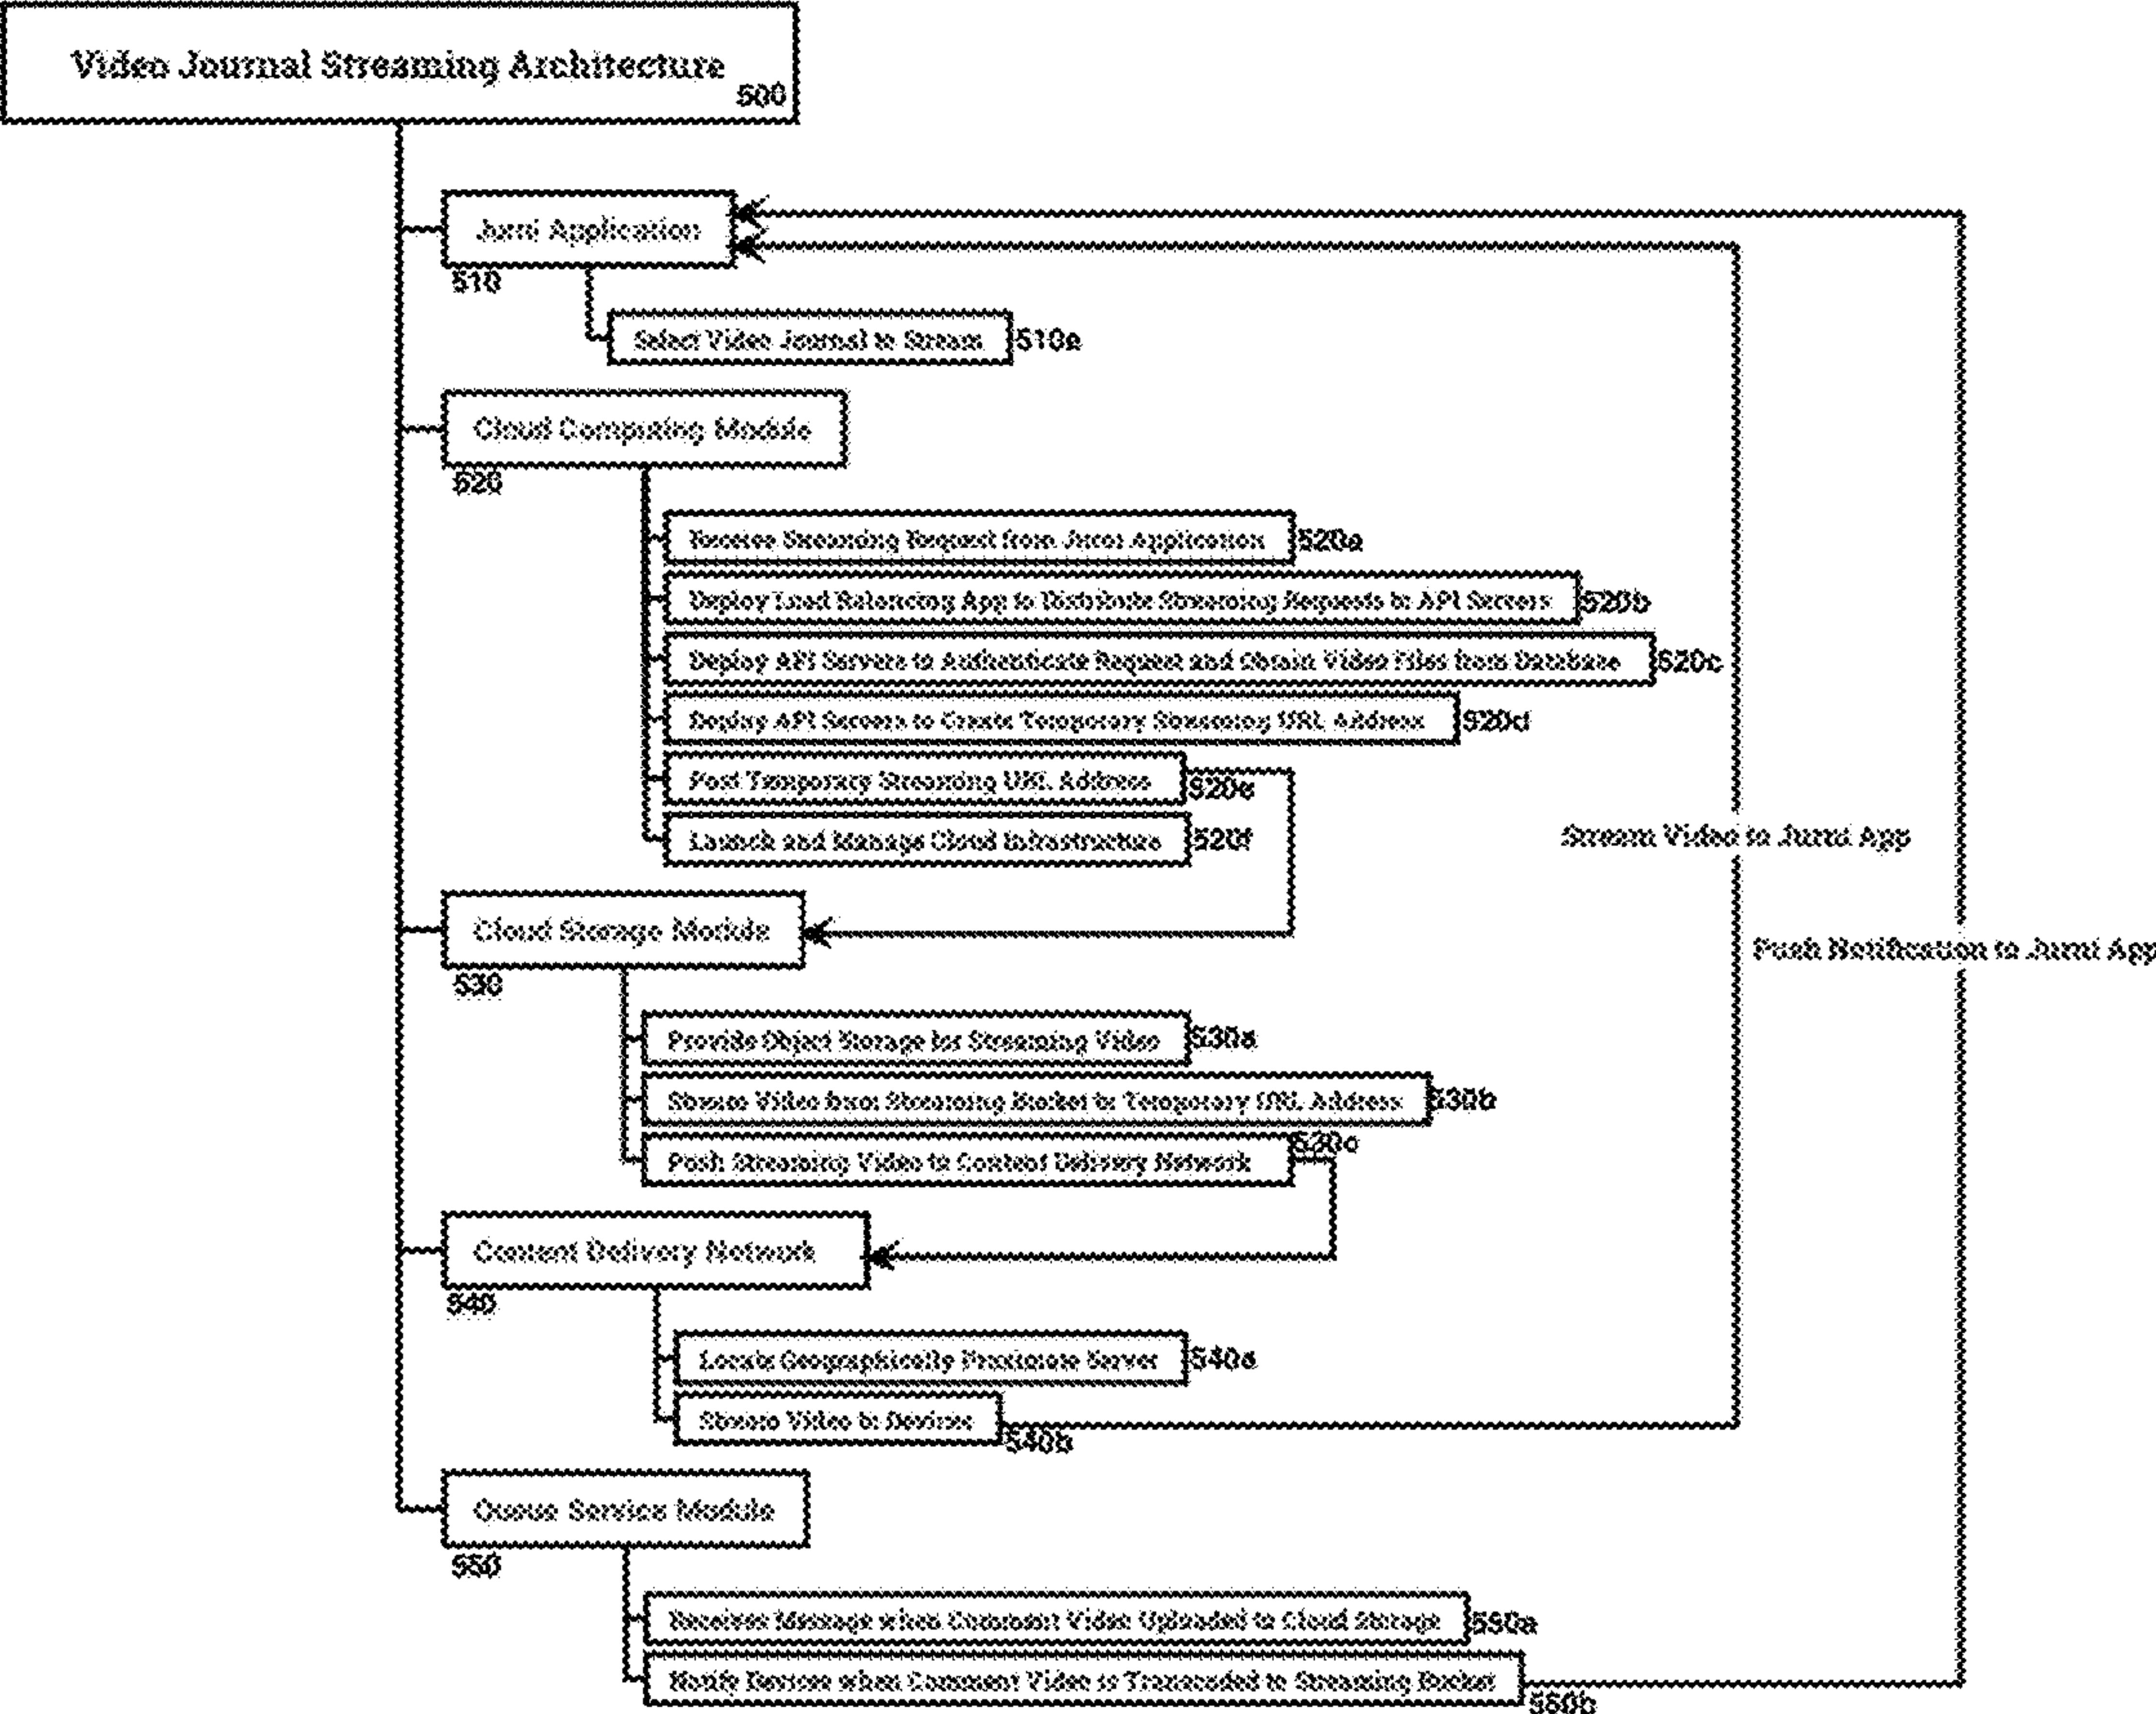 Video Journal Streaming Architecture
500
Jurni Application
510
Select Video Journal to Stream 510a
Cloud Computing Module
520
Receive Streaming Request from Jurni Application 520a
Deploy Load Balancing App to Distribute Streaming Requests to API Servers 520b
Deploy API Servers to Authenticate Request and Obtain Video Files from Database 520c
Deploy API Servers to Create Temporary Streaming URL Address 520d
Post Temporary Streaming URL Address 520e
Launch and Manage Cloud Infrastructure 520f
Stream Video to Jurni App
Cloud Storage Module
530
Push Notification to Jurni App
Provide Object Storage for Streaming Video 530a
Stream Video from Streaming Bucket to Temporary URL Address 530b
Push Streaming Video to Content Delivery Network 530c
Content Delivery Network
540
Locate Geographically Proximate Server 540a
Stream Video to Devices 540b
Queue Service Module
550
Receives Message when Comment Video Uploaded to Cloud Storage 550a
Notify Devices when Comment Video is Transcoded to Streaming Bucket 550b